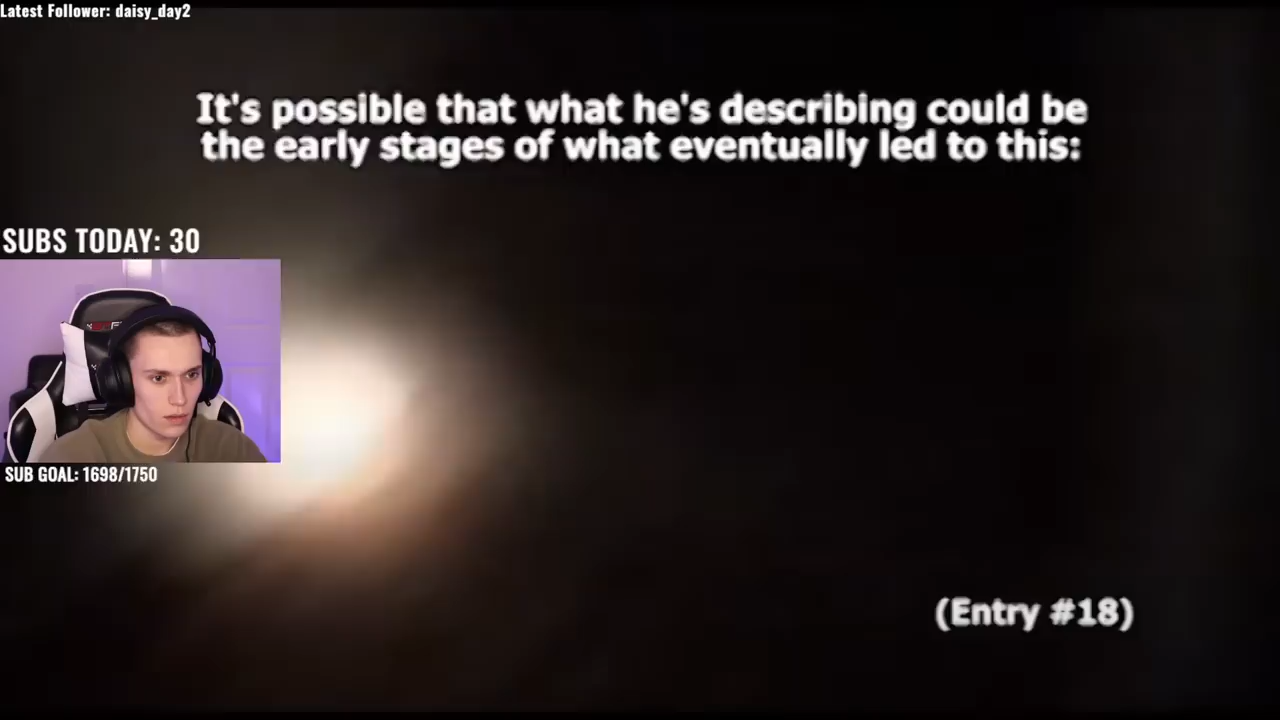 Latest Follower: daisy_day2
It's possible that what he's describing could be
the early stages of what eventually led to this:
SUBS TODAY: 30
SUB GOAL: 1698/1750
(Entry #18)